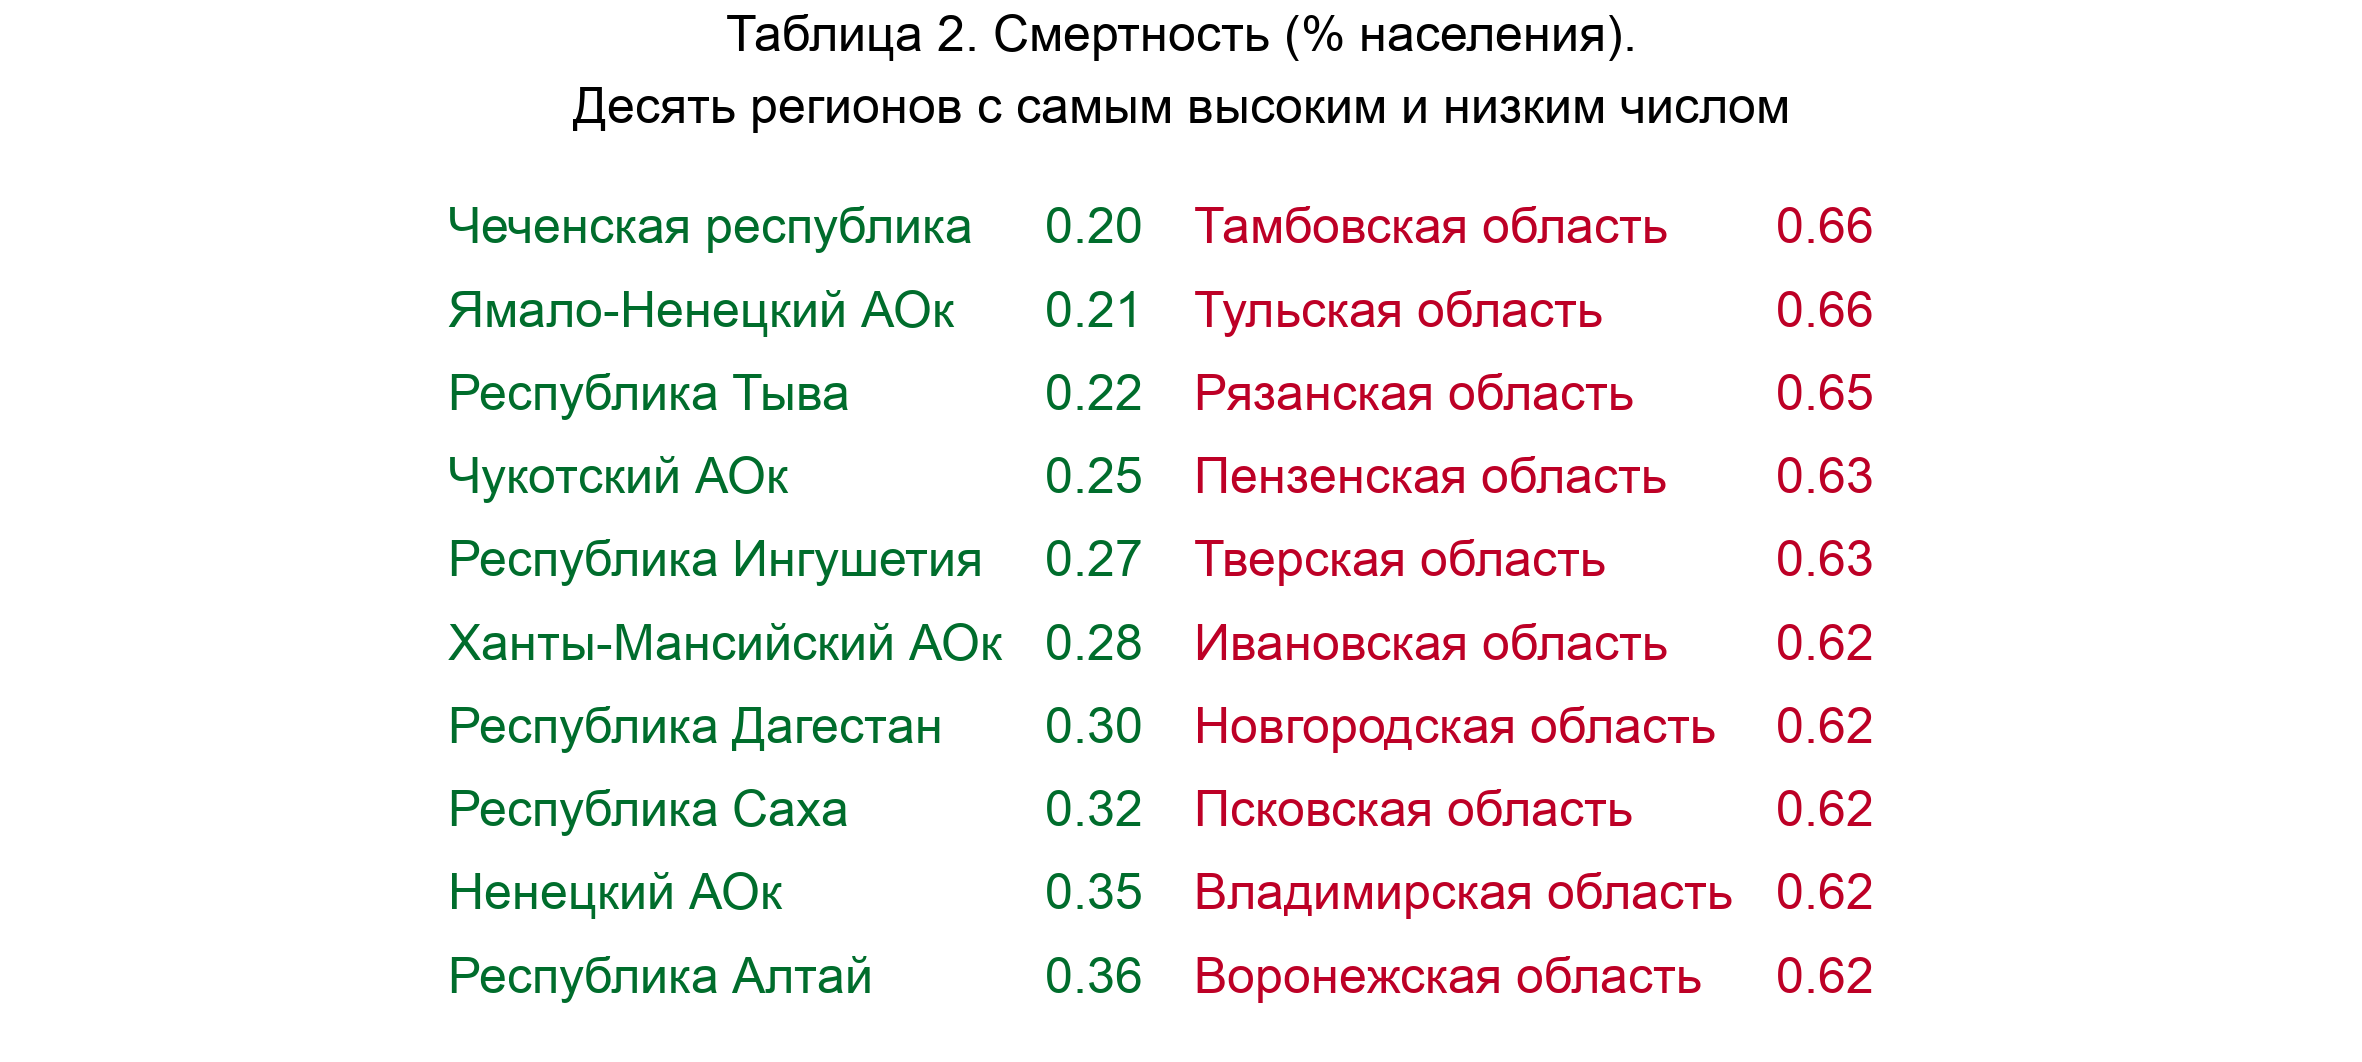 Таблица 2. Смертность (% населения).
Десять регионов с самым высоким и низким числом
Чеченская республика 0.20 Тамбовская область 0.66
Ямало-Ненецкий АОк 0.21 Тульская область 0.66
Республика Тыва 0.22 Рязанская область 0.65
Чукотский АОк 0.25 Пензенская область 0.63
Республика Ингушетия 0.27 Тверская область 0.63
Ханты-Мансийский АОк 0.28 Ивановская область 0.62
Республика Дагестан 0.30 Новгородская область 0.62
Республика Саха 0.32 Псковская область 0.62
Ненецкий АОк 0.35 Владимирская область 0.62
Республика Алтай 0.36 Воронежская область 0.62